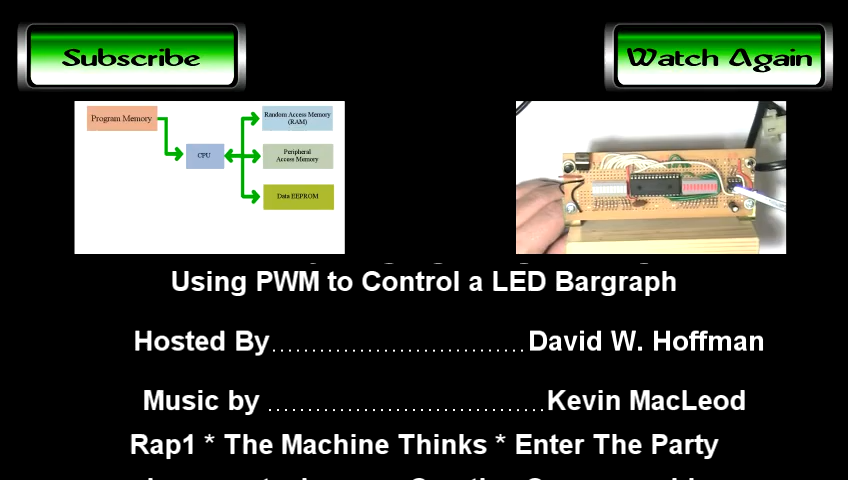 Subscribe
Watch Again
Program Memory
Random Access Memory
(RAM)
CPU
Peripheral
Access Memory
Data EEPROM
Using PWM to Control a LED Bargraph
Hosted By..............................David W. Hoffman
Music by .................................Kevin MacLeod
Rap1 * The Machine Thinks * Enter The Party